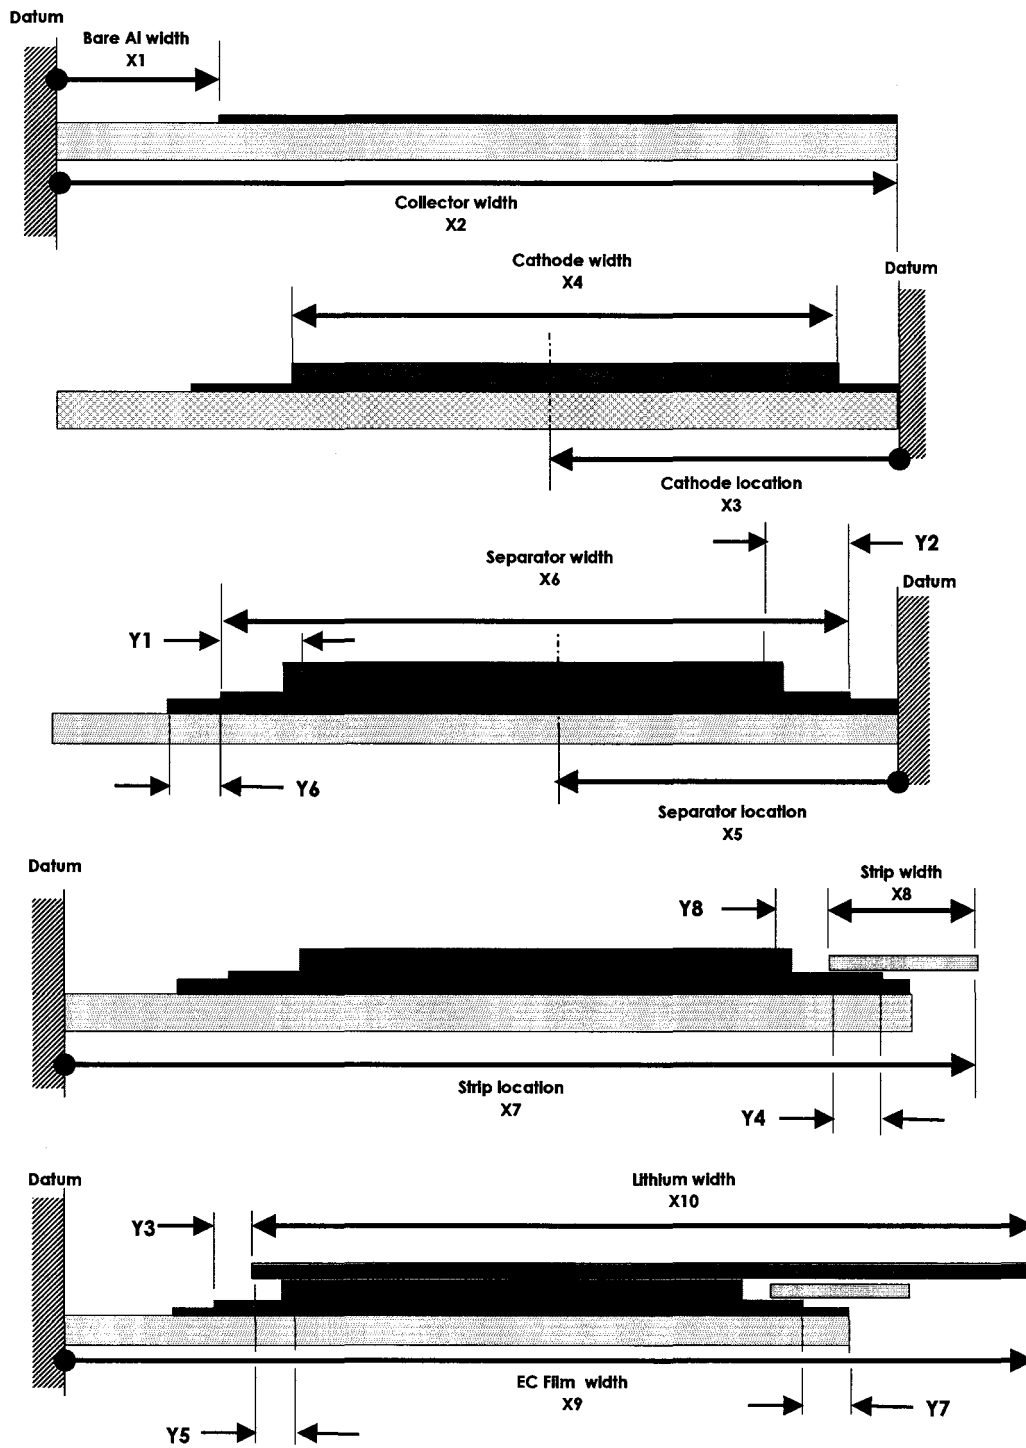 Datum
Bare Al width
X1
Collector width
X2
Cathode width
X4
Datum
Cathode location
X3
Y2
Separator width
X6
Datum
Y1
Y6
Separator location
X5
Datum
Strip width
X8
Y8
Strip location
X7
Y4
Datum
Lithium width
X10
Y3
EC Film width
X9
Y7
Y5